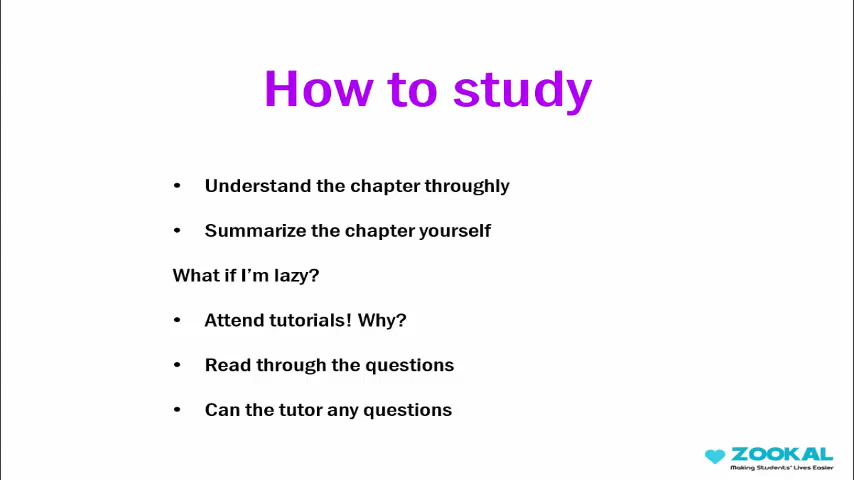 How to study
• Understand the chapter throughly
• Summarize the chapter yourself
What if I'm lazy?
• Attend tutorials! Why?
• Read through the questions
• Can the tutor any questions
ZOOKAL
Making Students' Lives Easier